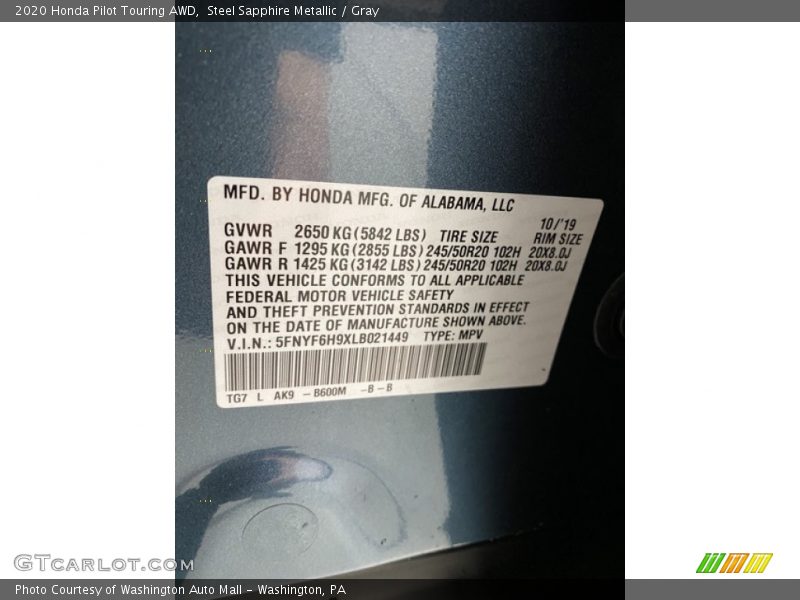 2020 Honda Pilot Touring AWD,  Steel Sapphire Metallic / Gray
MFD. BY HONDA MFG. OF ALABAMA, LLC
10/'19
GVWR 2650 KG (5842 LBS) TIRE SIZE RIM SIZE
GAWR F 1295 KG (2855 LBS) 245/50R20 102H 20X8.0J
GAWR R 1425 KG (3142 LBS) 245/50R20 102H 20X8.0J
THIS VEHICLE CONFORMS TO ALL APPLICABLE
FEDERAL MOTOR VEHICLE SAFETY
AND THEFT PREVENTION STANDARDS IN EFFECT
ON THE DATE OF MANUFACTURE SHOWN ABOVE.
V.I.N.: 5FNYF6H9XLB021449 TYPE: MPV
TG7 L AK9 - B600M -B-B
GTcarlot.com
Photo Courtesy of Washington Auto Mall - Washington, PA